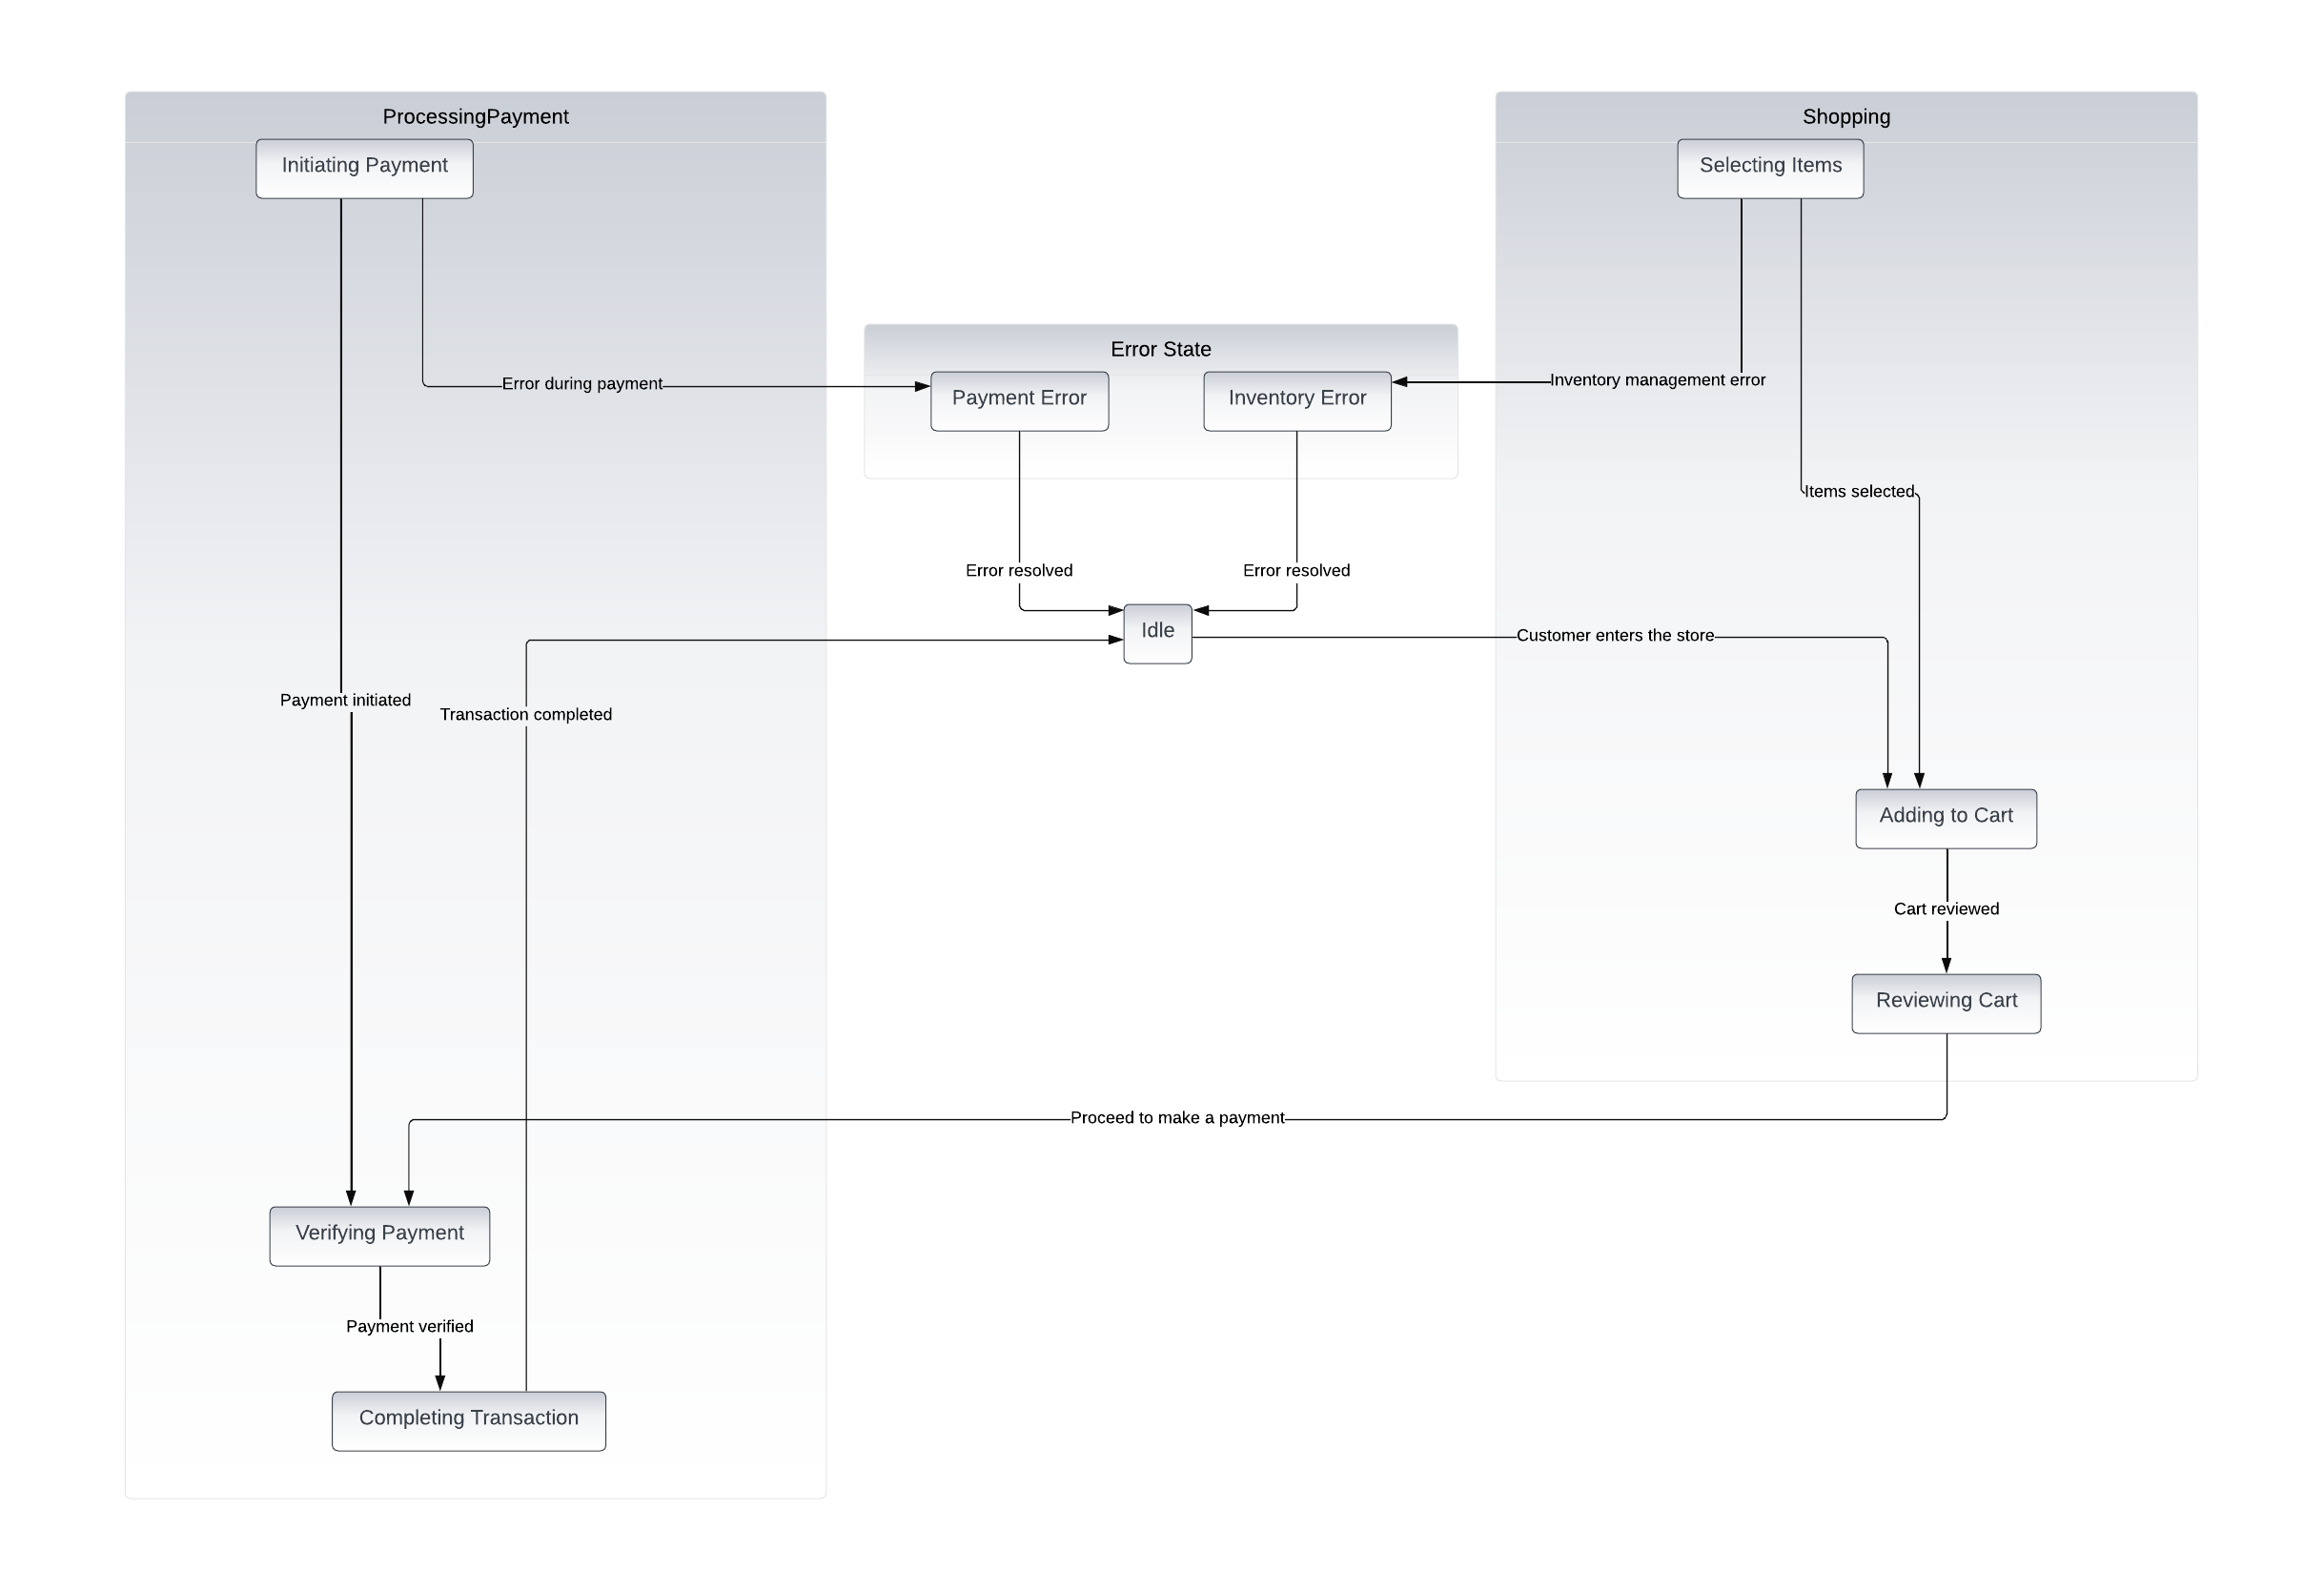 ProcessingPayment
Shopping
Initiating Payment
Selecting Items
Error State
Error during payment
Payment Error
Inventory Error
Inventory management error
Items selected
Error resolved
Error resolved
Idle
Customer enters the store
Payment initiated
Transaction completed
Adding to Cart
Cart reviewed
Reviewing Cart
Proceed to make a payment
Verifying Payment
Payment verified
Completing Transaction